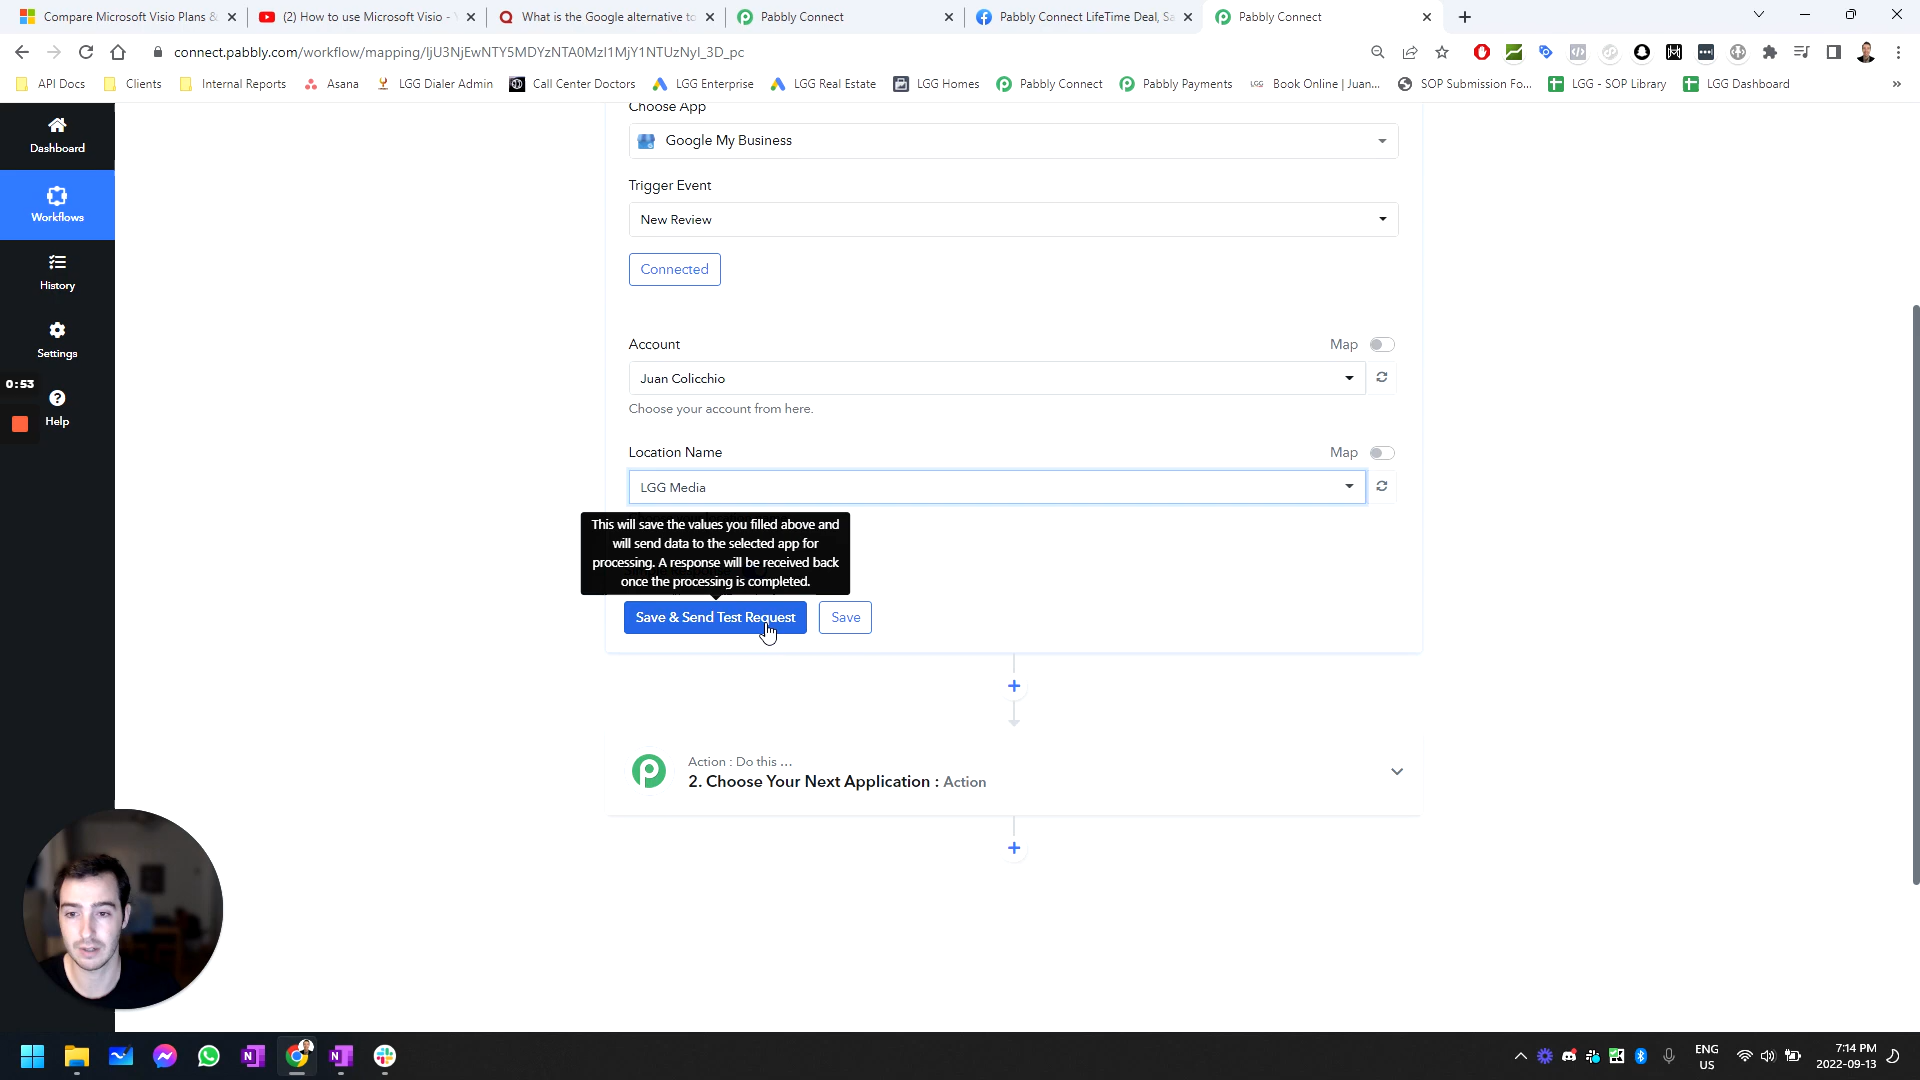 Compare Microsoft Visio Plans &
(2) How to use Microsoft Visio - Y
What is the Google alternative to
Pabbly Connect
Pabbly Connect LifeTime Deal, Sa
Pabbly Connect
connect.pabbly.com/workflow/mapping/IjU3NjEwNTY5MDYzNTA0MzI1MjY1NTUzNyI_3D_pc
API Docs
Clients
Internal Reports
Asana
LGG Dialer Admin
Call Center Doctors
LGG Enterprise
LGG Real Estate
LGG Homes
Pabbly Connect
Pabbly Payments
LGG Book Online | Juan...
SOP Submission Fo...
LGG - SOP Library
LGG Dashboard
»
Dashboard
Workflows
History
Settings
0:53
Help
Choose App
Google My Business
Trigger Event
New Review
Connected
Account
Map
Juan Colicchio
Choose your account from here.
Location Name
Map
LGG Media
This will save the values you filled above and
will send data to the selected app for
processing. A response will be received back
once the processing is completed.
Save & Send Test Request
Save
Action : Do this ...
2. Choose Your Next Application : Action
ENG
US
7:14 PM
2022-09-13